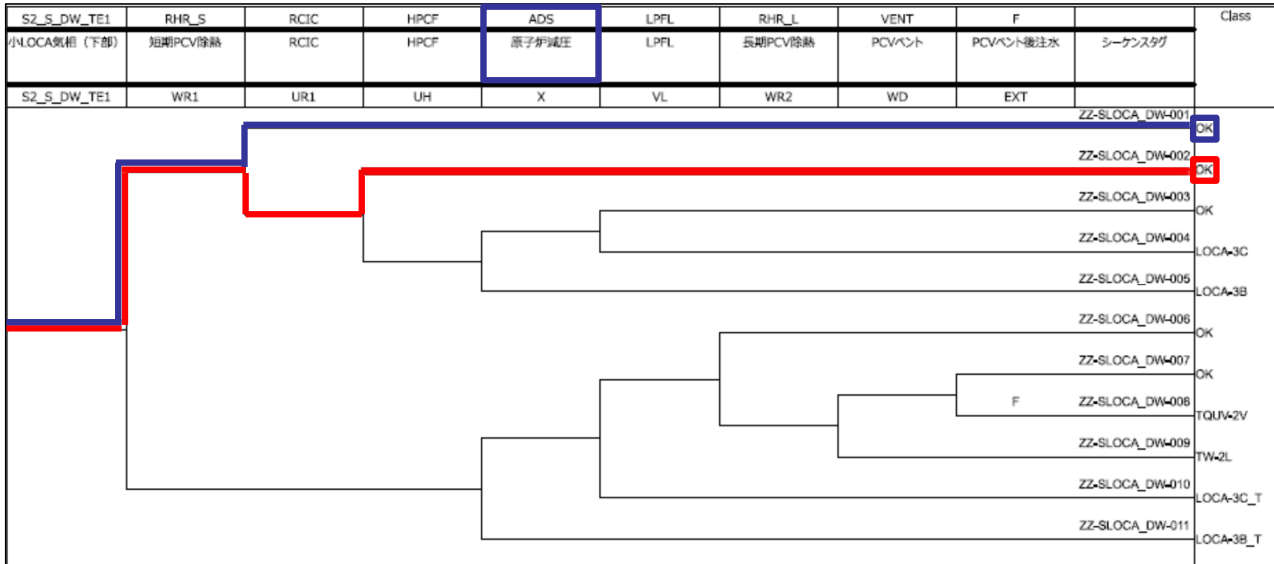 S2_S_DW_TE1 RHR_S RCIC HPCF ADS LPFL RHR_L VENT F Class
小LOCA気相（下部） 短期PCV除熱 RCIC HPCF 原子炉減圧 LPFL 長期PCV除熱 PCVベント PCVベント後注水 シーケンスタグ
S2_S_DW_TE1 WR1 UR1 UH X VL WR2 WD EXT
ZZ-SLOCA_DW-001
OK
ZZ-SLOCA_DW-002
OK
ZZ-SLOCA_DW-003
OK
ZZ-SLOCA_DW-004
LOCA-3C
ZZ-SLOCA_DW-005
LOCA-3B
ZZ-SLOCA_DW-006
OK
ZZ-SLOCA_DW-007
OK
F ZZ-SLOCA_DW-008
TQUV-2V
ZZ-SLOCA_DW-009
TW-2L
ZZ-SLOCA_DW-010
LOCA-3C_T
ZZ-SLOCA_DW-011
LOCA-3B_T